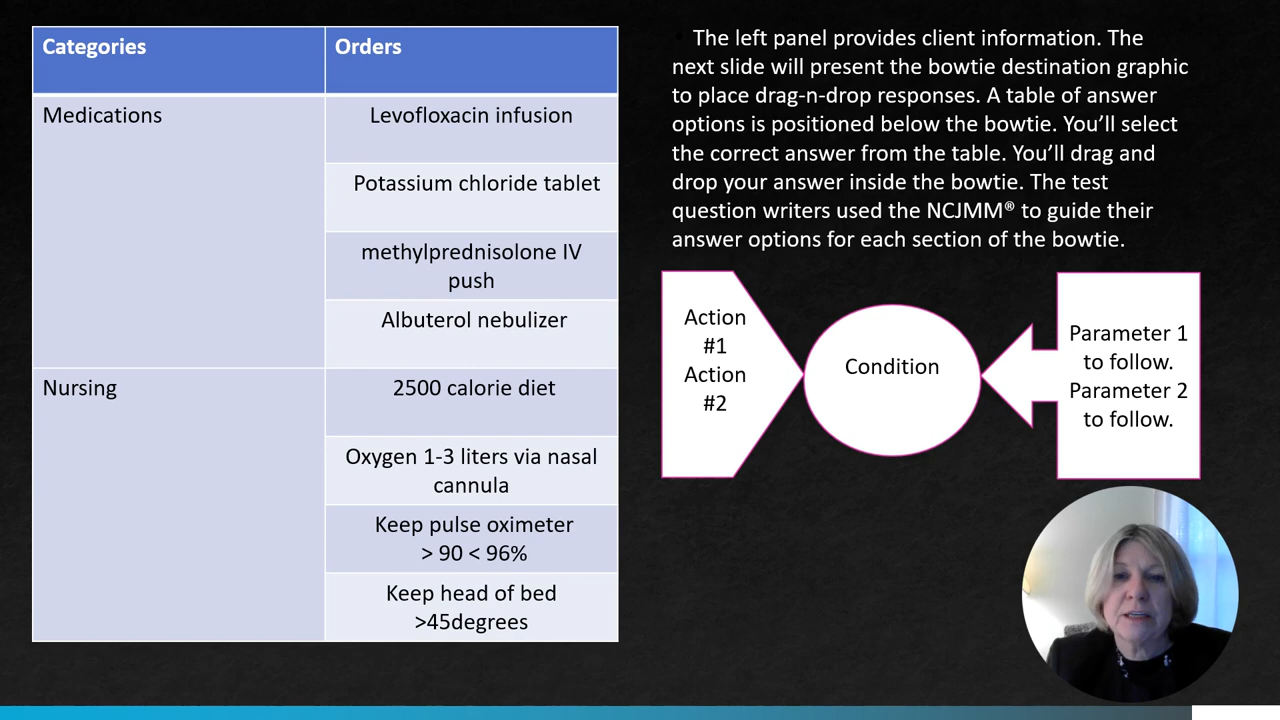 Categories
Orders
Medications
Levofloxacin infusion
Potassium chloride tablet
methylprednisolone IV
push
Albuterol nebulizer
Nursing
2500 calorie diet
Oxygen 1-3 liters via nasal
cannula
Keep pulse oximeter
> 90 < 96%
Keep head of bed
>45degrees
The left panel provides client information. The
next slide will present the bowtie destination graphic
to place drag-n-drop responses. A table of answer
options is positioned below the bowtie. You’ll select
the correct answer from the table. You’ll drag and
drop your answer inside the bowtie. The test
question writers used the NCJMM® to guide their
answer options for each section of the bowtie.
Action
#1
Action
#2
Condition
Parameter 1
to follow.
Parameter 2
to follow.